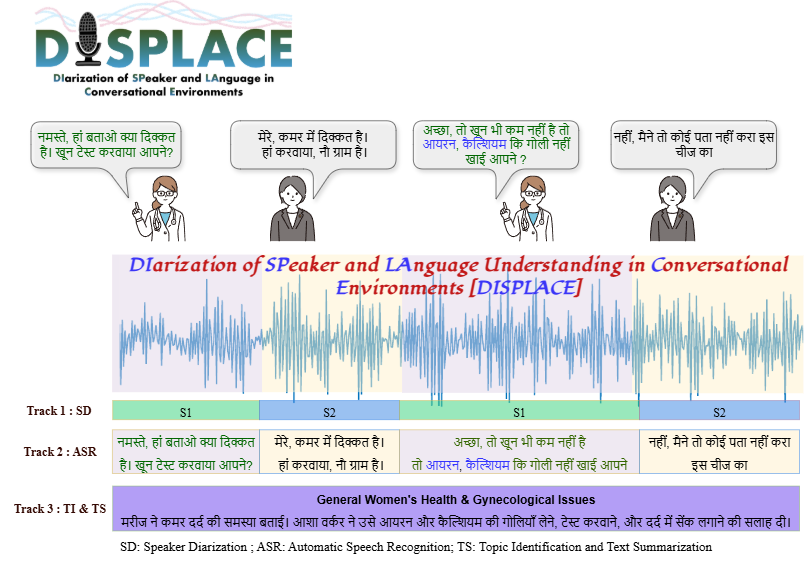 DISPLACE
DIarization of SPeaker and LAnguage in
Conversational Environments
नमस्ते, हां बताओ क्या दिक्कत
है। खून टेस्ट करवाया आपने?
मेरे, कमर में दिक्कत है।
हां करवाया, नौ ग्राम है।
अच्छा, तो खून भी कम नहीं है तो
आयरन, कैल्शियम कि गोली नहीं
खाई आपने ?
नहीं, मैने तो कोई पता नहीं करा इस
चीज का
DIarization of SPeaker and LAnguage Understanding in Conversational
Environments [DISPLACE]
Track 1 : SD
S1
S2
S1
S2
Track 2 : ASR
नमस्ते, हां बताओ क्या दिक्कत
है। खून टेस्ट करवाया आपने?
मेरे, कमर में दिक्कत है।
हां करवाया, नौ ग्राम है।
अच्छा, तो खून भी कम नहीं है
तो आयरन, कैल्शियम कि गोली नहीं खाई आपने
नहीं, मैने तो कोई पता नहीं करा
इस चीज का
Track 3 : TI & TS
General Women's Health & Gynecological Issues
मरीज ने कमर दर्द की समस्या बताई। आशा वर्कर ने उसे आयरन और कैल्शियम की गोलियाँ लेने, टेस्ट करवाने, और दर्द में सेंक लगाने की सलाह दी।
SD: Speaker Diarization ; ASR: Automatic Speech Recognition; TS: Topic Identification and Text Summarization